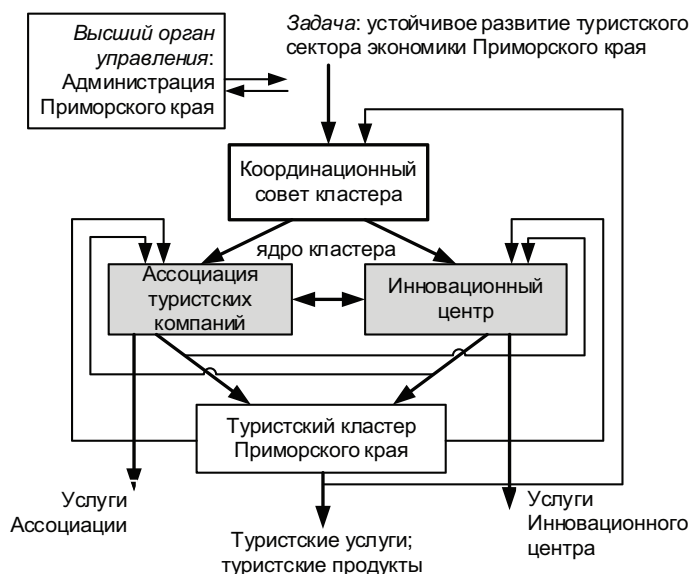 Высший орган
управления:
Администрация
Приморского края
Задача: устойчивое развитие туристского
сектора экономики Приморского края
Координационный
совет кластера
ядро кластера
Ассоциация
туристских
компаний
Инновационный
центр
Туристский кластер
Приморского края
Услуги
Ассоциации
Туристские услуги;
туристские продукты
Услуги
Инновационного
центра